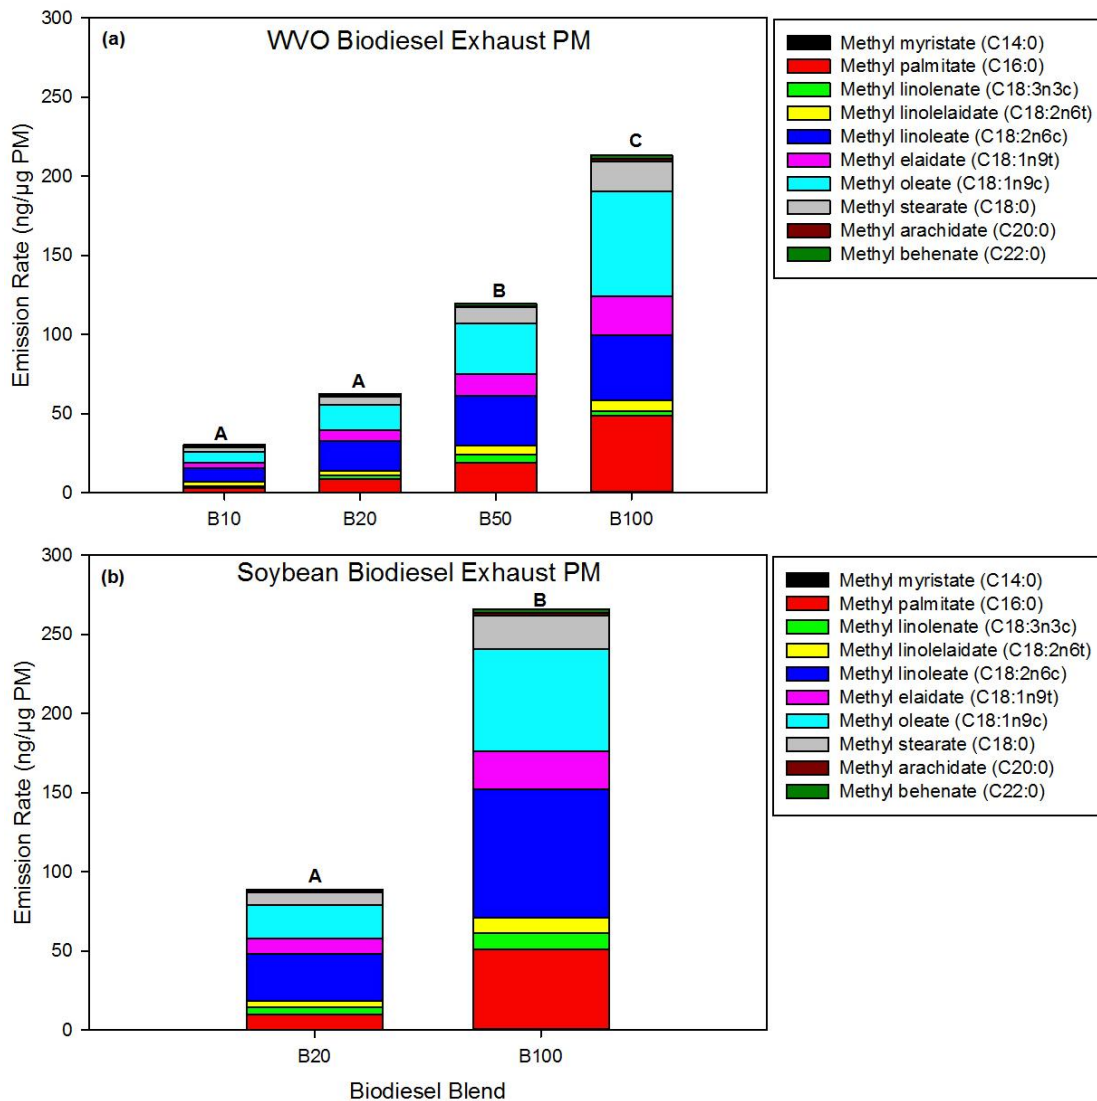 (a)
WVO Biodiesel Exhaust PM
300
250
200
150
100
50
0
Emission Rate (ng/µg PM)
A
A
B
C
B10
B20
B50
B100
Methyl myristate (C14:0)
Methyl palmitate (C16:0)
Methyl linolenate (C18:3n3c)
Methyl linolelaidate (C18:2n6t)
Methyl linoleate (C18:2n6c)
Methyl elaidate (C18:1n9t)
Methyl oleate (C18:1n9c)
Methyl stearate (C18:0)
Methyl arachidate (C20:0)
Methyl behenate (C22:0)
(b)
Soybean Biodiesel Exhaust PM
300
250
200
150
100
50
0
Emission Rate (ng/µg PM)
A
B
B20
B100
Biodiesel Blend
Methyl myristate (C14:0)
Methyl palmitate (C16:0)
Methyl linolenate (C18:3n3c)
Methyl linolelaidate (C18:2n6t)
Methyl linoleate (C18:2n6c)
Methyl elaidate (C18:1n9t)
Methyl oleate (C18:1n9c)
Methyl stearate (C18:0)
Methyl arachidate (C20:0)
Methyl behenate (C22:0)